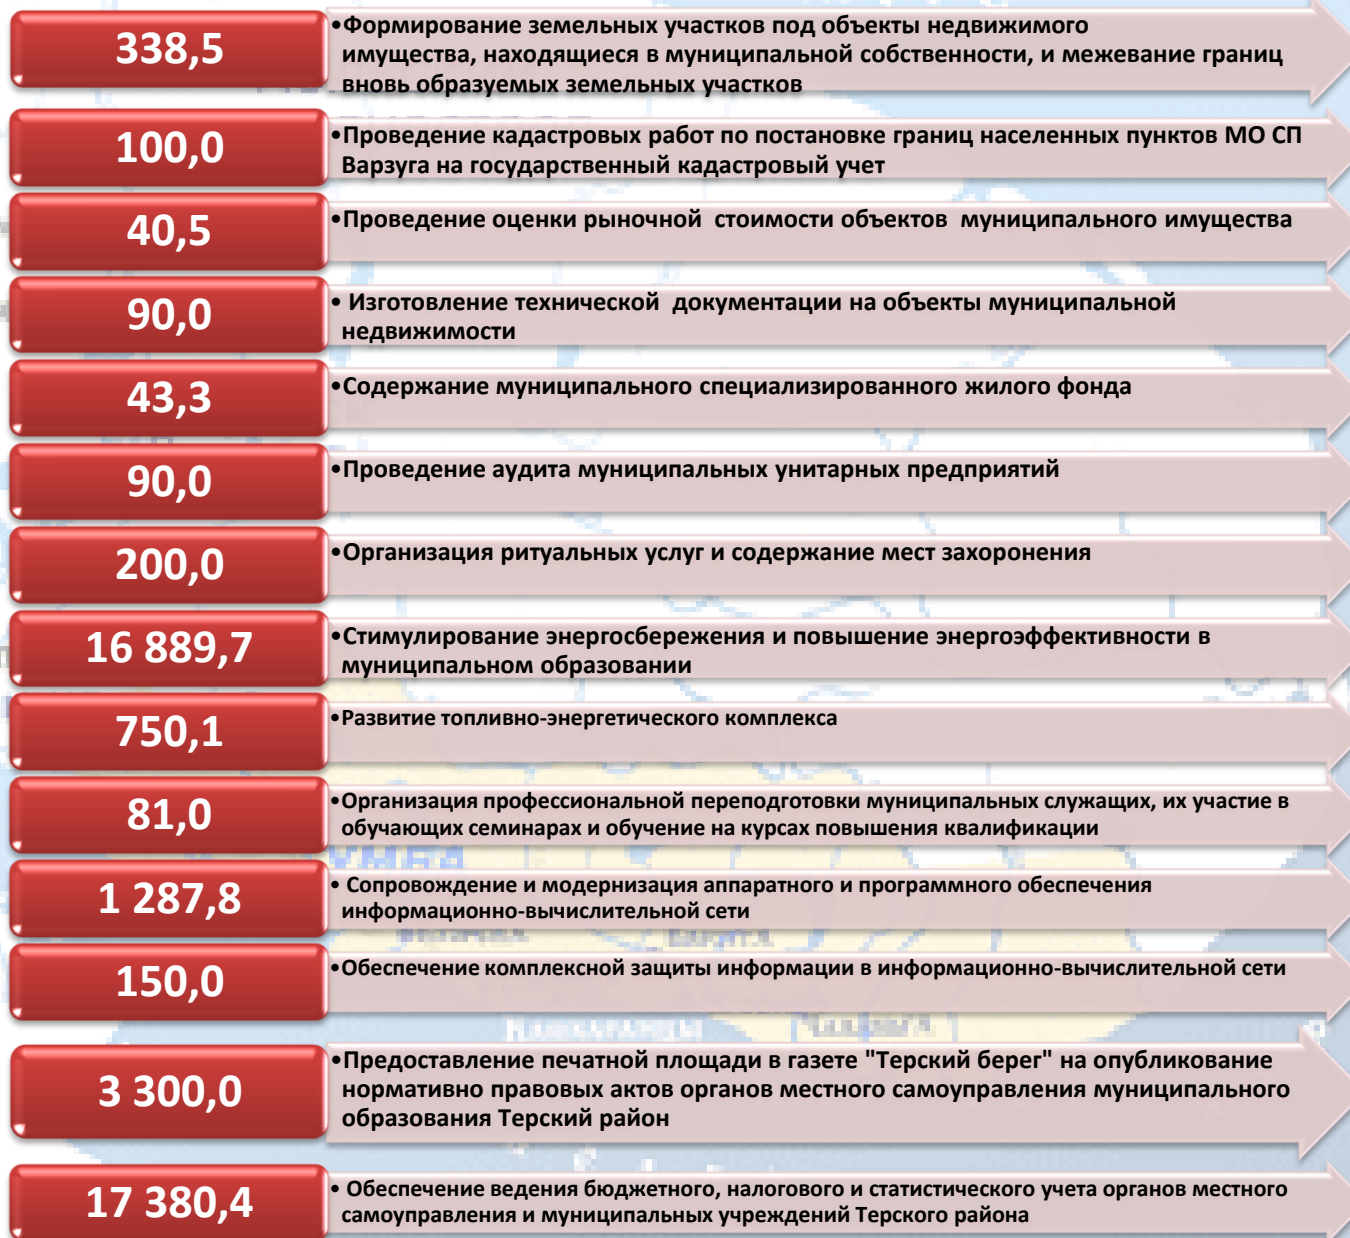 338,5
•Формирование земельных участков под объекты недвижимого
имущества, находящиеся в муниципальной собственности, и межевание границ
вновь образуемых земельных участков
100,0
•Проведение кадастровых работ по постановке границ населенных пунктов МО СП
Варзуга на государственный кадастровый учет
40,5
•Проведение оценки рыночной стоимости объектов муниципального имущества
90,0
• Изготовление технической документации на объекты муниципальной
недвижимости
43,3
•Содержание муниципального специализированного жилого фонда
90,0
•Проведение аудита муниципальных унитарных предприятий
200,0
•Организация ритуальных услуг и содержание мест захоронения
16 889,7
•Стимулирование энергосбережения и повышение энергоэффективности в
муниципальном образовании
750,1
•Развитие топливно-энергетического комплекса
81,0
•Организация профессиональной переподготовки муниципальных служащих, их участие в
обучающих семинарах и обучение на курсах повышения квалификации
1 287,8
• Сопровождение и модернизация аппаратного и программного обеспечения
информационно-вычислительной сети
150,0
•Обеспечение комплексной защиты информации в информационно-вычислительной сети
3 300,0
•Предоставление печатной площади в газете "Терский берег" на опубликование
нормативно правовых актов органов местного самоуправления муниципального
образования Терский район
17 380,4
• Обеспечение ведения бюджетного, налогового и статистического учета органов местного
самоуправления и муниципальных учреждений Терского района